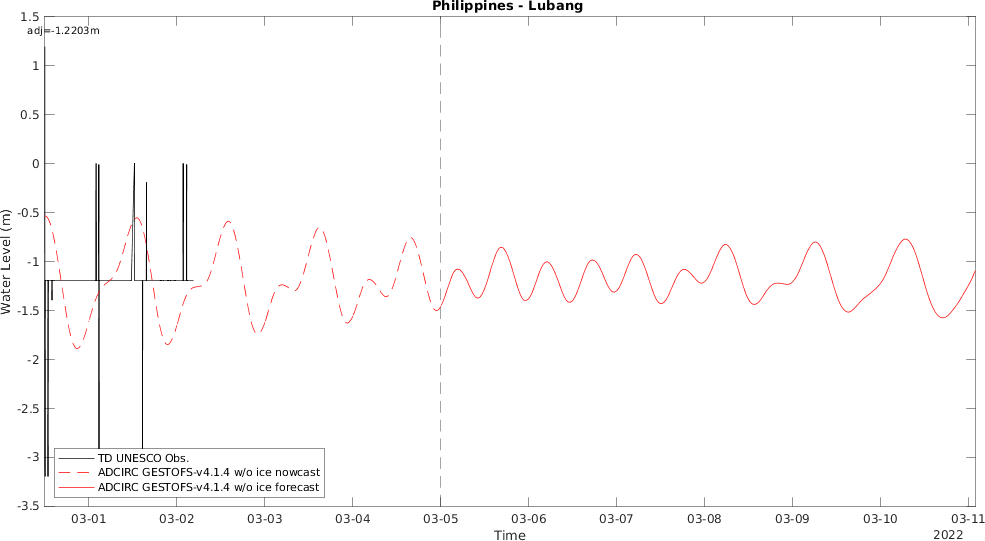 Philippines - Lubang
adj=-1.2203m
1.5
1
0.5
0
-0.5
-1
-1.5
-2
-2.5
-3
-3.5
Water Level (m)
TD UNESCO Obs.
ADCIRC GESTOFS-v4.1.4 w/o ice nowcast
ADCIRC GESTOFS-v4.1.4 w/o ice forecast
03-01 03-02 03-03 03-04 03-05 03-06 03-07 03-08 03-09 03-10 03-11
Time
2022